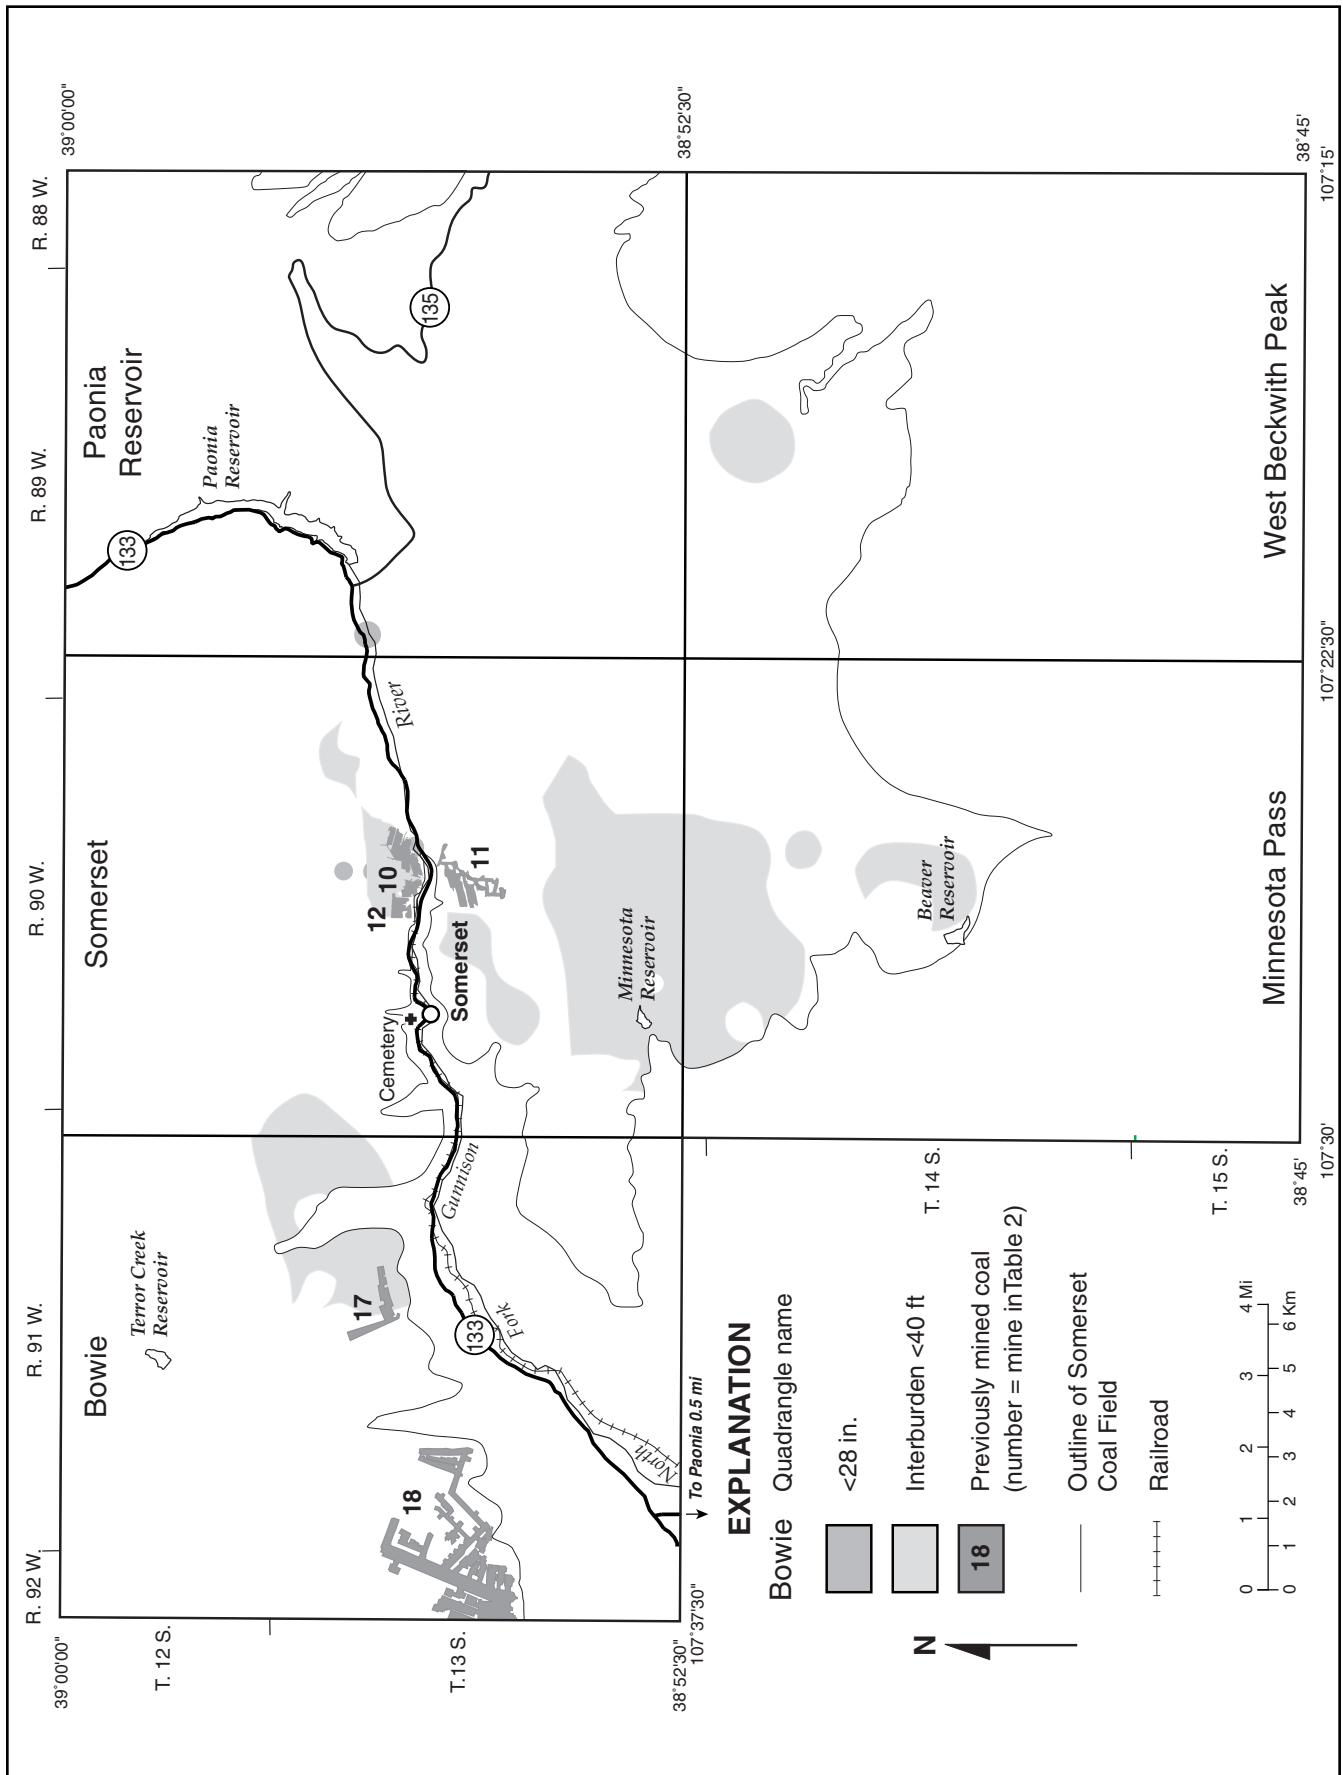 R. 92 W.
R. 91 W.
R. 90 W.
R. 89 W.
R. 88 W.
39°00'00"
39°00'00"
T. 12 S.
Bowie
Terror Creek
Reservoir
Somerset
Paonia
Reservoir
133
Paonia
Reservoir
17
12
10
Cemetery
River
135
18
T.13 S.
133
Gunnison
Fork
North
Somerset
11
38°52'30"
107°37'30"
To Paonia 0.5 mi
Minnesota
Reservoir
38°52'30"
EXPLANATION
Bowie Quadrangle name
<28 in.
Interburden <40 ft
18
Previously mined coal
(number = mine inTable 2)
Outline of Somerset
Coal Field
Railroad
N
0 1 2 3 4 Mi
0 1 2 3 4 5 6 Km
T. 14 S.
T. 15 S.
Beaver
Reservoir
Minnesota Pass
West Beckwith Peak
38°45'
107°30'
107°22'30"
38°45'
107°15'